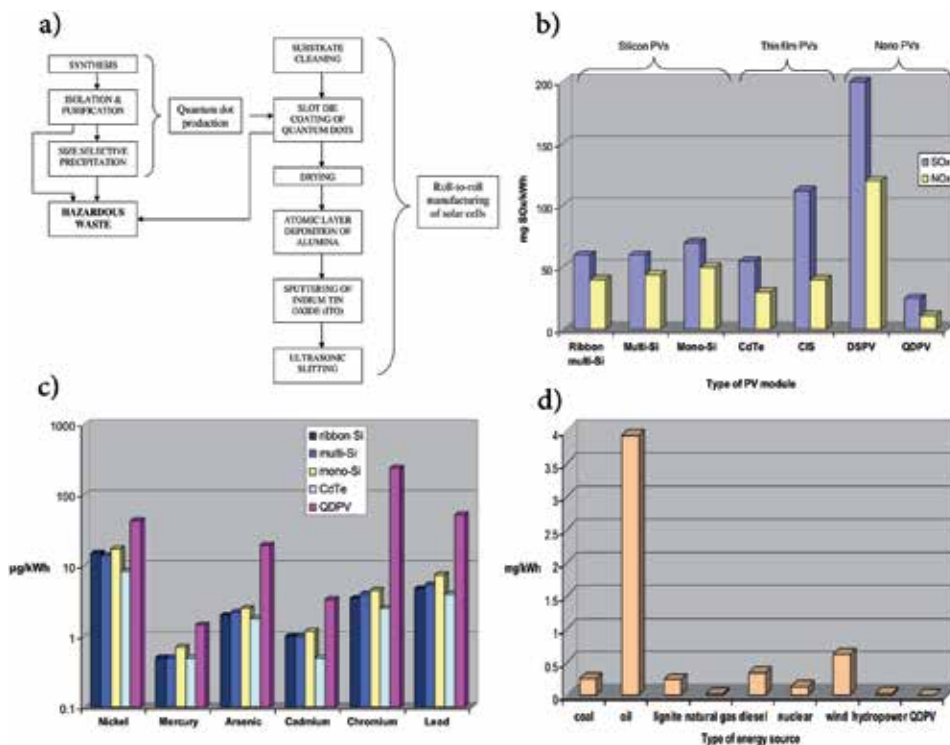 a)
SYNTHESIS
ISOLATION &
PURIFICATION
SIZE SELECTIVE
PRECIPITATION
HAZARDOUS
WASTE
Quantum dot
production
SUBSTRATE
CLEANING
SLOT DIE
COATING OF
QUANTUM DOTS
DRYING
ATOMIC LAYER
DEPOSITION OF
ALUMINA
SPUTTERING OF
INDIUM TIN
OXIDE (ITO)
ULTRASONIC
SLITTING
Roll-to-roll
manufacturing
of solar cells
b)
Silicon PVs Thin film PVs Nano PVs
200
150
100
50
0
mg SOx/kWh
SOx
NOx
Ribbon multi-Si Multi-Si Mono-Si CdTe CIS DSPV QDPV
Type of PV module
c)
1000
100
10
1
0.1
µg/kWh
ribbon Si
multi-Si
mono-Si
CdTe
QDPV
Nickel Mercury Arsenic Cadmium Chromium Lead
d)
4
3.5
3
2.5
2
1.5
1
0.5
0
mg/kWh
coal oil lignite natural gas diesel nuclear wind hydropower QDPV
Type of energy source